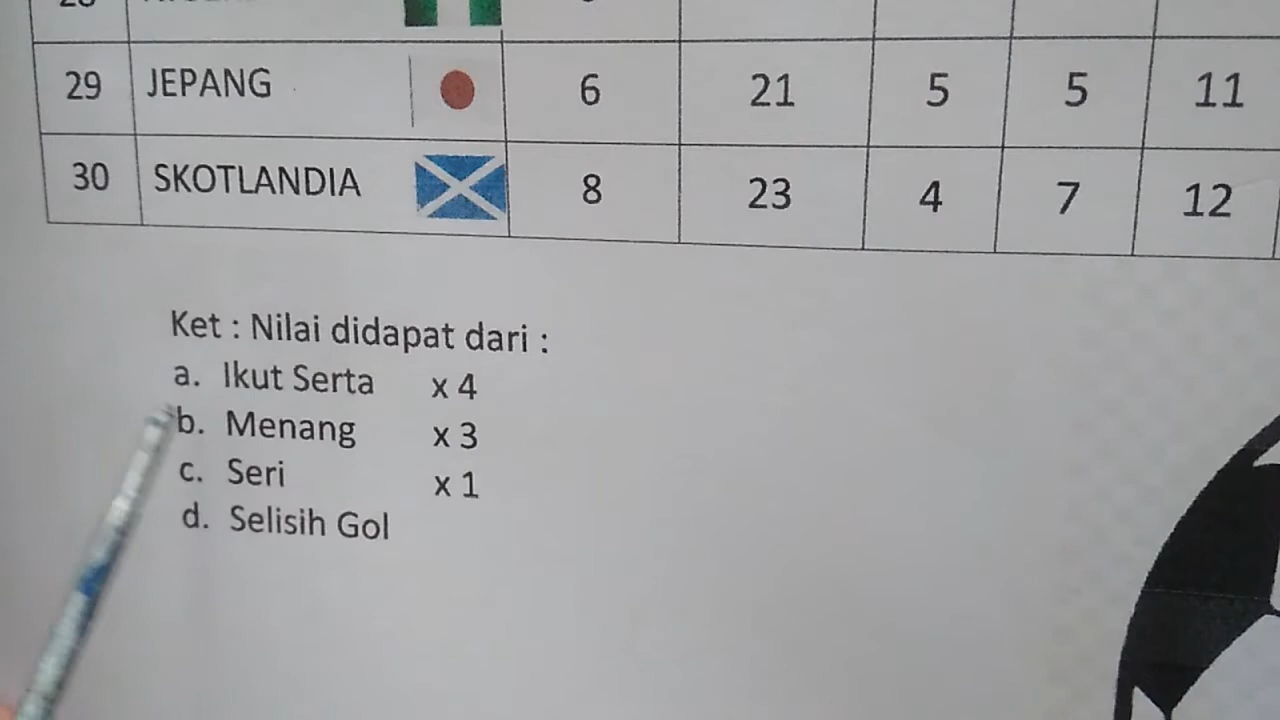 29 JEPANG 6 21 5 5 11
30 SKOTLANDIA 8 23 4 7 12
Ket : Nilai didapat dari :
a. Ikut Serta x 4
b. Menang x 3
c. Seri x 1
d. Selisih Gol